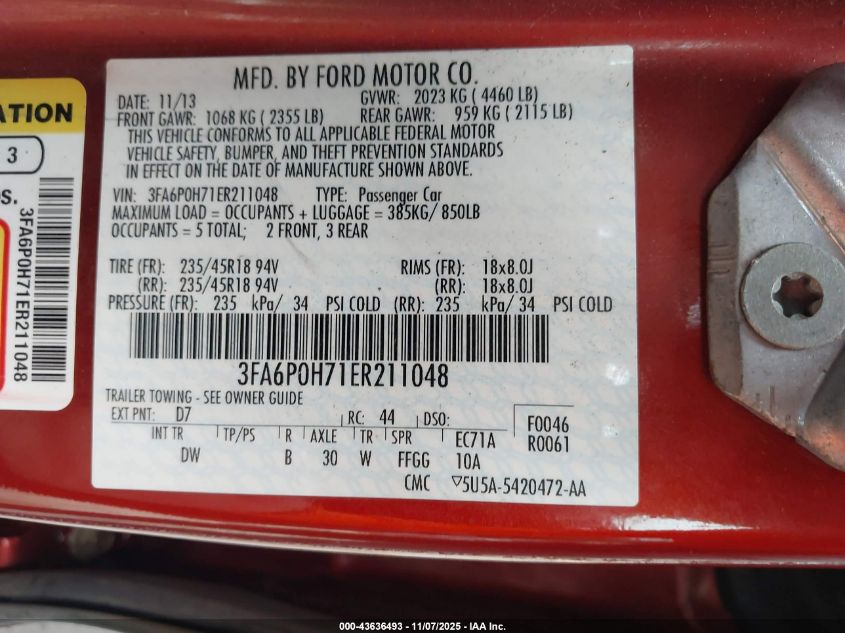 ATION
3
S.
3FA6P0H71ER211048
MFD. BY FORD MOTOR CO.
DATE: 11/13 GVWR: 2023 KG ( 4460 LB)
FRONT GAWR: 1068 KG ( 2355 LB) REAR GAWR: 959 KG ( 2115 LB)
THIS VEHICLE CONFORMS TO ALL APPLICABLE FEDERAL MOTOR
VEHICLE SAFETY, BUMPER, AND THEFT PREVENTION STANDARDS
IN EFFECT ON THE DATE OF MANUFACTURE SHOWN ABOVE.
VIN: 3FA6P0H71ER211048 TYPE: Passenger Car
MAXIMUM LOAD = OCCUPANTS + LUGGAGE = 385KG/ 850LB
OCCUPANTS = 5 TOTAL; 2 FRONT, 3 REAR
TIRE (FR): 235/45R18 94V RIMS (FR): 18x8.0J
(RR): 235/45R18 94V (RR): 18x8.0J
PRESSURE (FR): 235 kPa/ 34 PSI COLD (RR): 235 kPa/ 34 PSI COLD
3FA6P0H71ER211048
TRAILER TOWING - SEE OWNER GUIDE
EXT PNT: D7 RC: 44 DSO: F0046
INT TR TP/PS R AXLE TR SPR EC71A R0061
DW B 30 W FFGG 10A
CMC ▽5U5A-5420472-AA
000-43636493 - 11/07/2025 - IAA Inc.